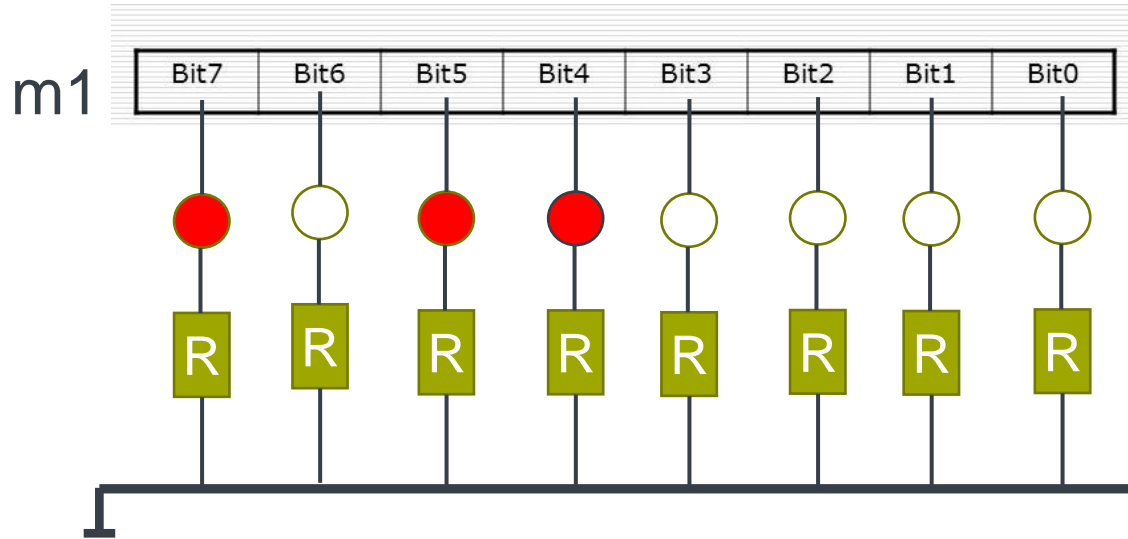 m1
Bit7 Bit6 Bit5 Bit4 Bit3 Bit2 Bit1 Bit0
R R R R R R R R